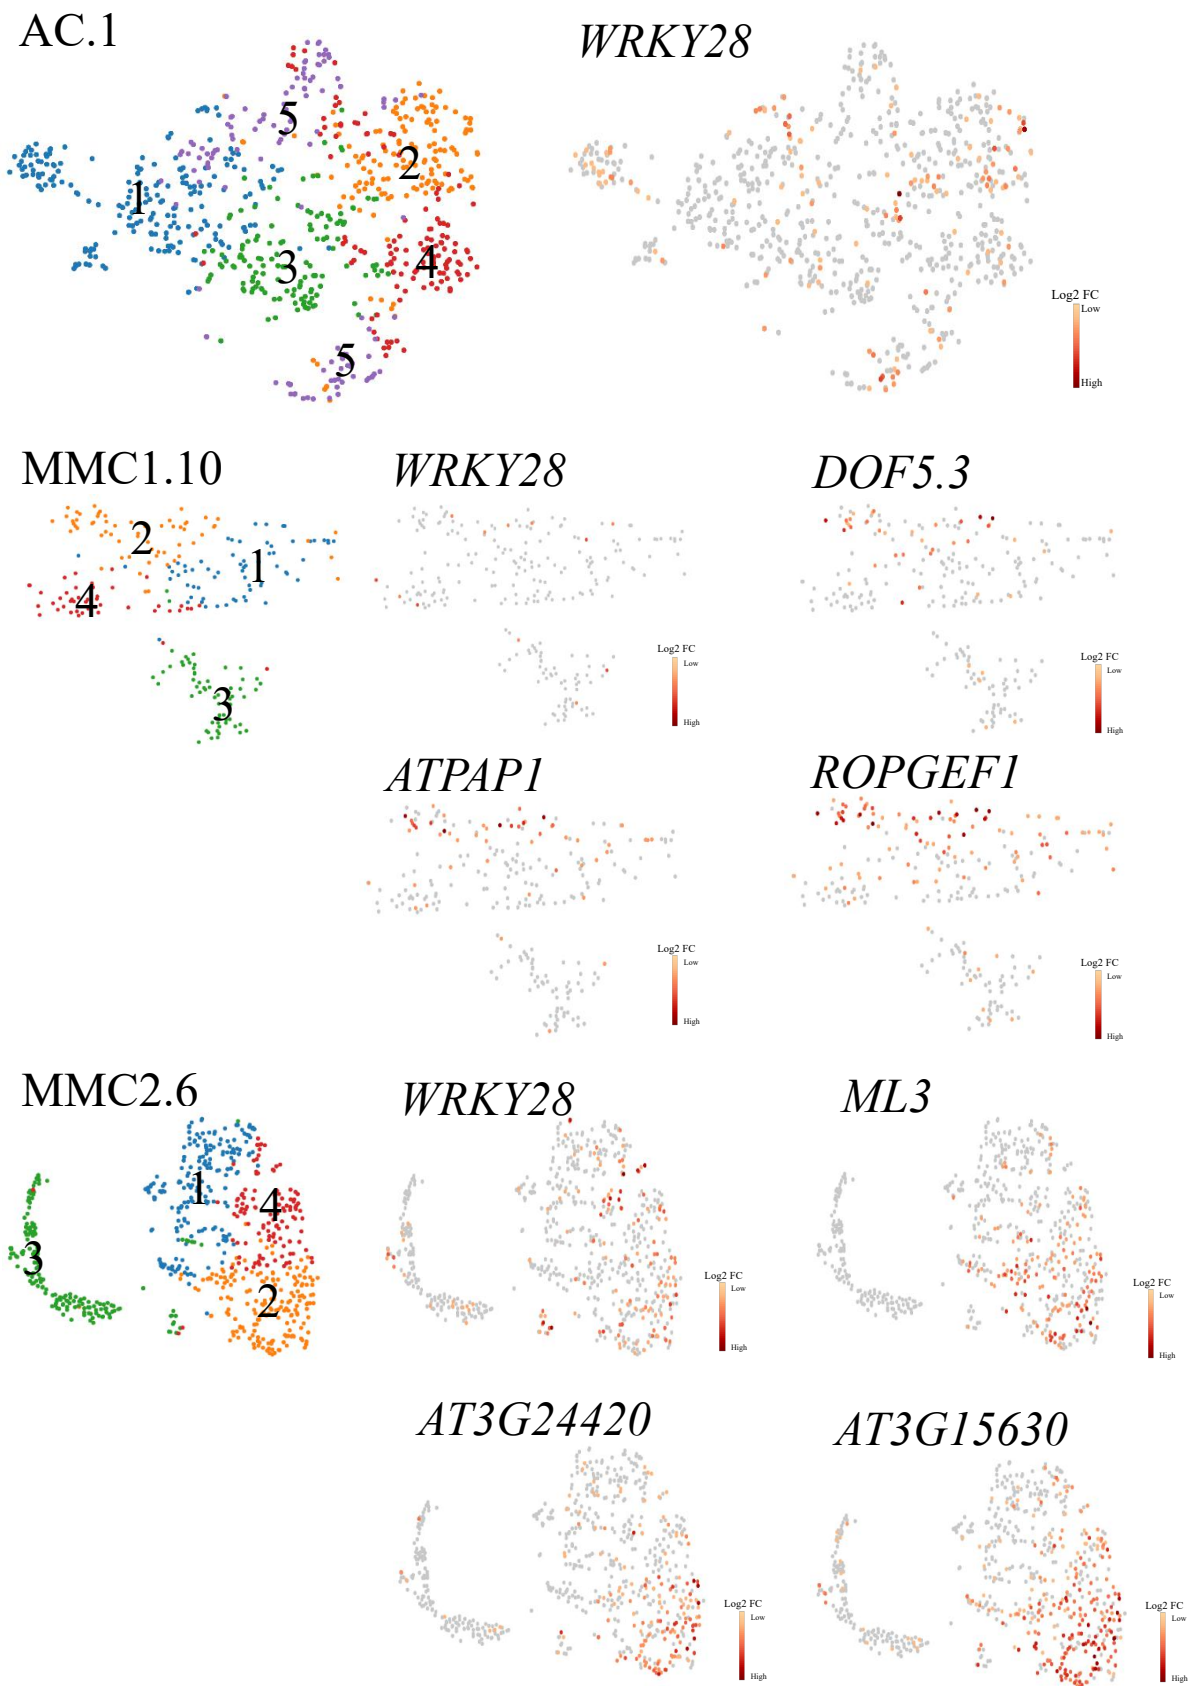 AC.1
WRKY28
5
2
1
3
4
5
Log2 FC
Low
High
MMC1.10
WRKY28
DOF5.3
2
1
4
3
Log2 FC
Low
High
Log2 FC
Low
High
ATPAP1
ROPGEF1
Log2 FC
Low
High
Log2 FC
Low
High
MMC2.6
WRKY28
ML3
1
4
3
2
Log2 FC
Low
High
Log2 FC
Low
High
AT3G24420
AT3G15630
Log2 FC
Low
High
Log2 FC
Low
High